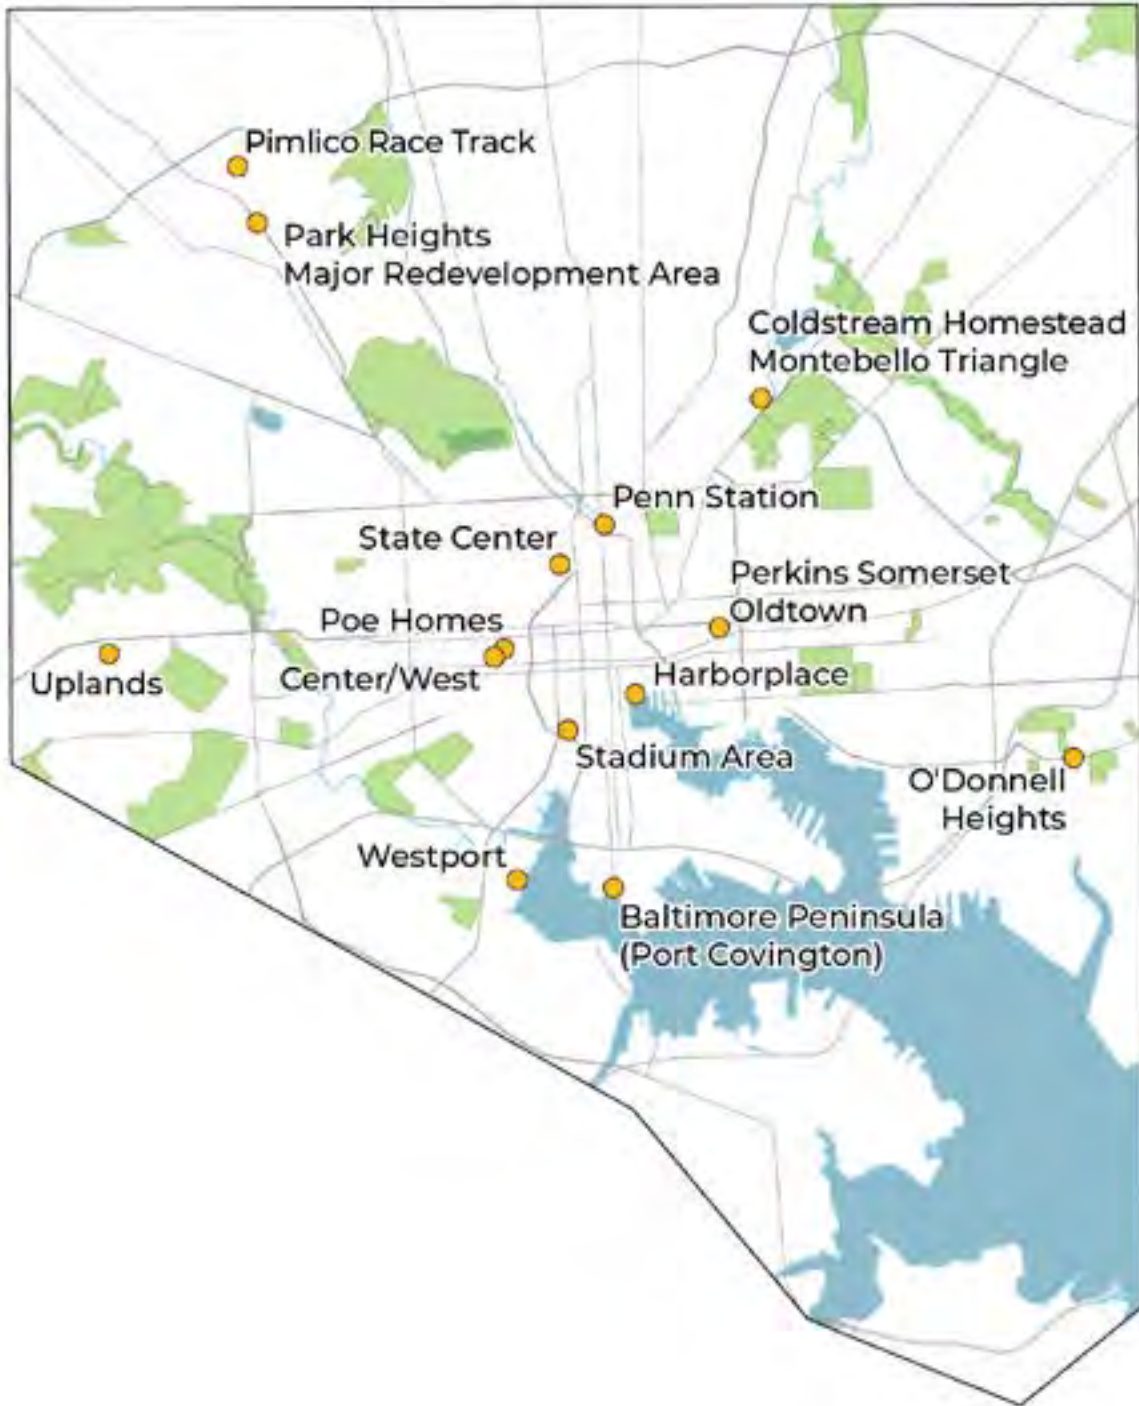 Pimlico Race Track
Park Heights
Major Redevelopment Area
Coldstream Homestead
Montebello Triangle
Penn Station
State Center
Perkins Somerset
Oldtown
Poe Homes
Center/West
Uplands
Harborplace
Stadium Area
O'Donnell
Heights
Westport
Baltimore Peninsula
(Port Covington)